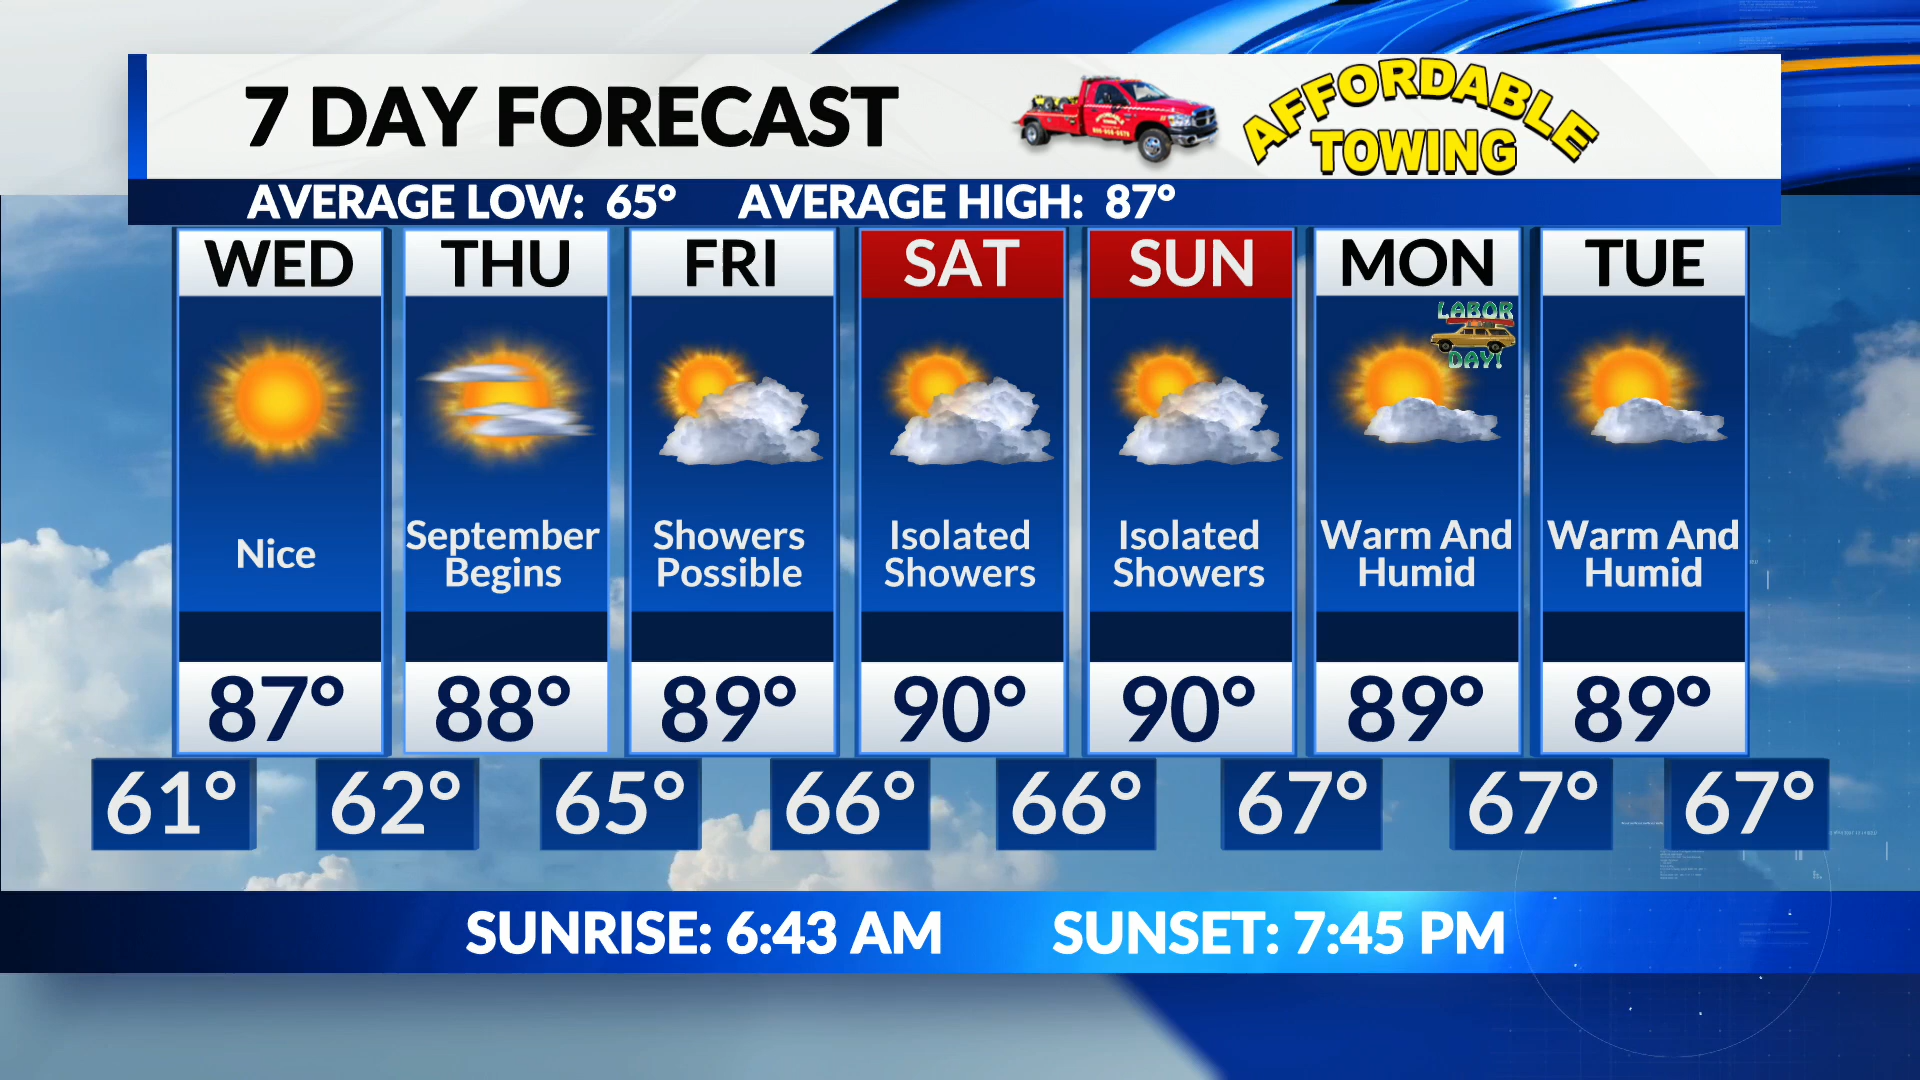 7 DAY FORECAST
AFFORDABLE
TOWING
AVERAGE LOW: 65° AVERAGE HIGH: 87°
WED THU FRI SAT SUN MON TUE
LABOR
DAY!
Nice
September
Begins
Showers
Possible
Isolated
Showers
Isolated
Showers
Warm And
Humid
Warm And
Humid
87° 88° 89° 90° 90° 89° 89°
61° 62° 65° 66° 66° 67° 67° 67°
SUNRISE: 6:43 AM SUNSET: 7:45 PM